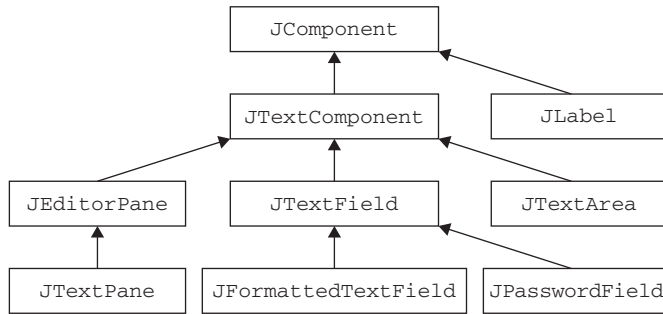 JComponent
JTextComponent
JLabel
JEditorPane
JTextField
JTextArea
JTextPane
JFormattedTextField
JPasswordField